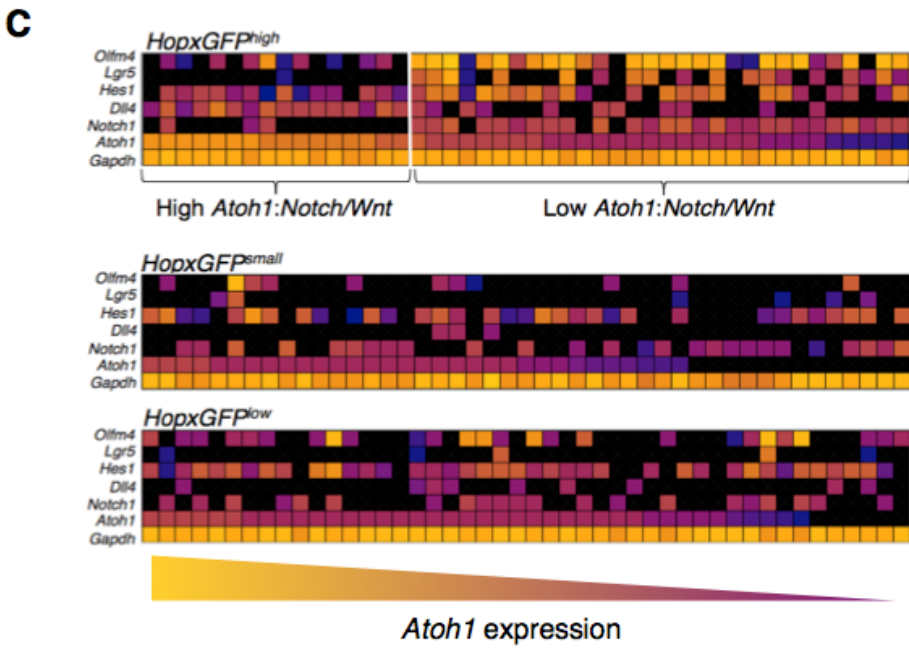 C
HopxGFPhigh
Olfm4
Lgr5
Hes1
Dll4
Notch1
Atoh1
Gapdh
High Atoh1:Notch/Wnt Low Atoh1:Notch/Wnt
HopxGFPsmall
Olfm4
Lgr5
Hes1
Dll4
Notch1
Atoh1
Gapdh
HopxGFPlow
Olfm4
Lgr5
Hes1
Dll4
Notch1
Atoh1
Gapdh
Atoh1 expression